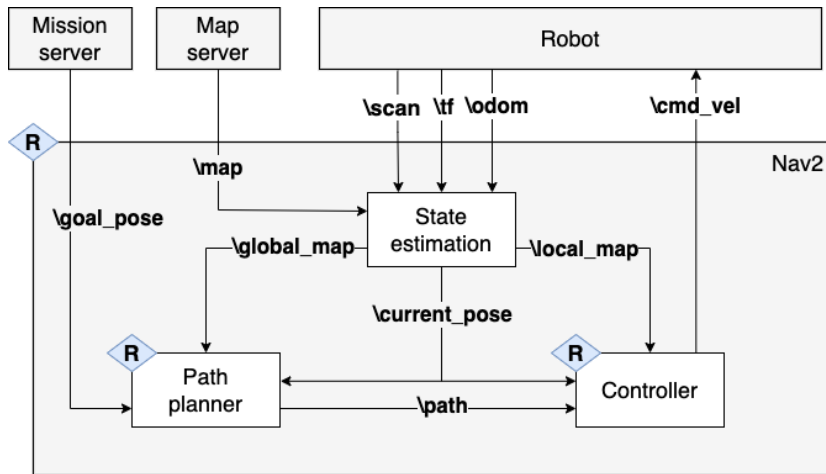 Mission
server
Map
server
Robot
\scan
\tf
\odom
\cmd_vel
R
Nav2
\map
\goal_pose
State
estimation
\global_map
\local_map
\current_pose
R
Path
planner
R
Controller
\path